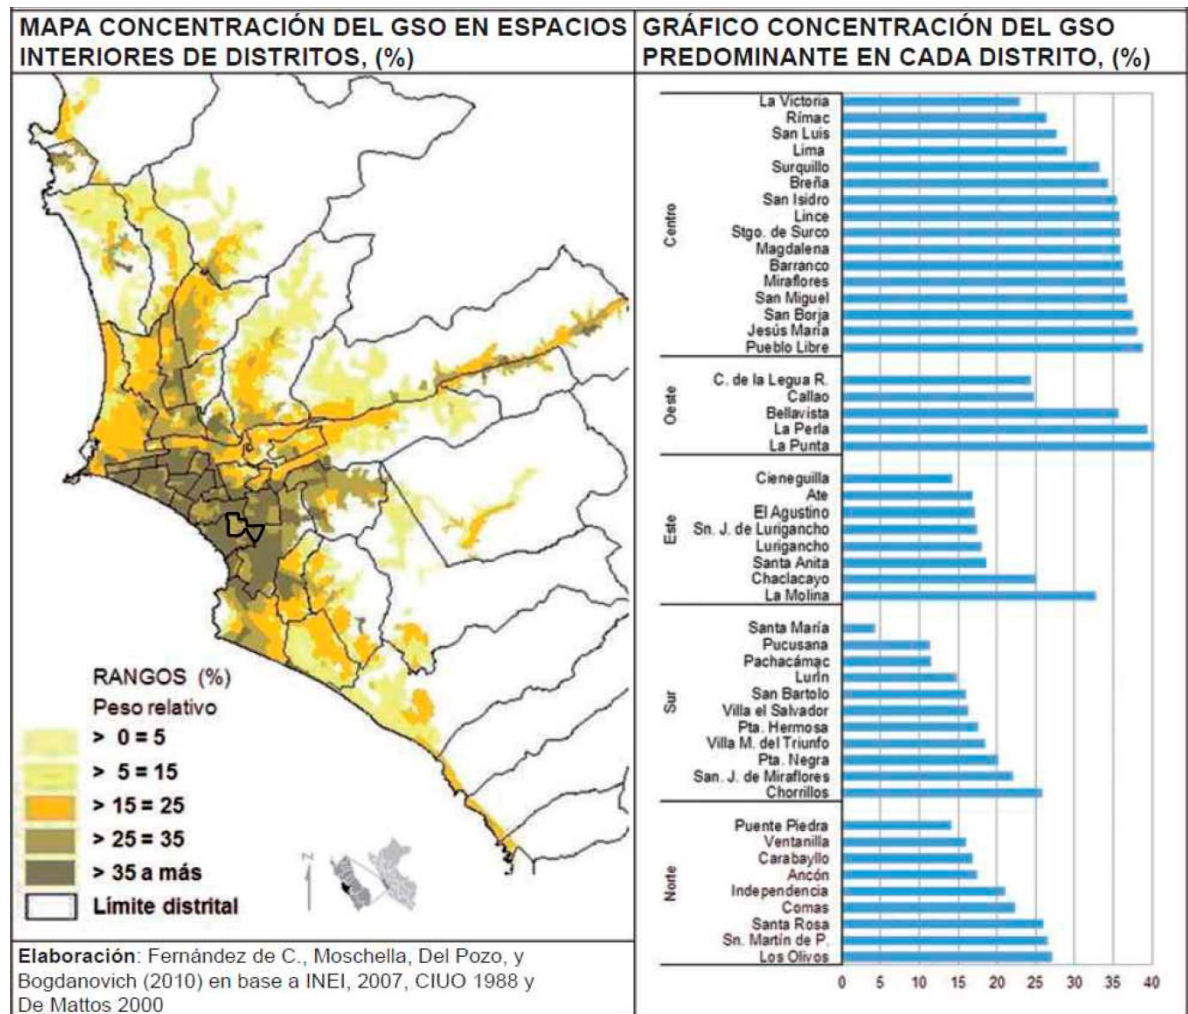 MAPA CONCENTRACIÓN DEL GSO EN ESPACIOS
INTERIORES DE DISTRITOS, (%)
RANGOS (%)
Peso relativo
> 0 = 5
> 5 = 15
> 15 = 25
> 25 = 35
> 35 a más
Límite distrital
N
Elaboración: Fernández de C., Moschella, Del Pozo, y
Bogdanovich (2010) en base a INEI, 2007, CIUO 1988 y
De Mattos 2000
GRÁFICO CONCENTRACIÓN DEL GSO
PREDOMINANTE EN CADA DISTRITO, (%)
Centro
La Victoria
Rímac
San Luis
Lima
Surquillo
Breña
San Isidro
Lince
Stgo. de Surco
Magdalena
Barranco
Miraflores
San Miguel
San Borja
Jesús María
Pueblo Libre
Oeste
C. de la Legua R.
Callao
Bellavista
La Perla
La Punta
Este
Cieneguilla
Ate
El Agustino
Sn. J. de Lurigancho
Lurigancho
Santa Anita
Chaclacayo
La Molina
Sur
Santa María
Pucusana
Pachacámac
Lurín
San Bartolo
Villa el Salvador
Pta. Hermosa
Villa M. del Triunfo
Pta. Negra
San. J. de Miraflores
Chorrillos
Norte
Puente Piedra
Ventanilla
Carabayllo
Ancón
Independencia
Comas
Santa Rosa
Sn. Martín de P.
Los Olivos
0 5 10 15 20 25 30 35 40